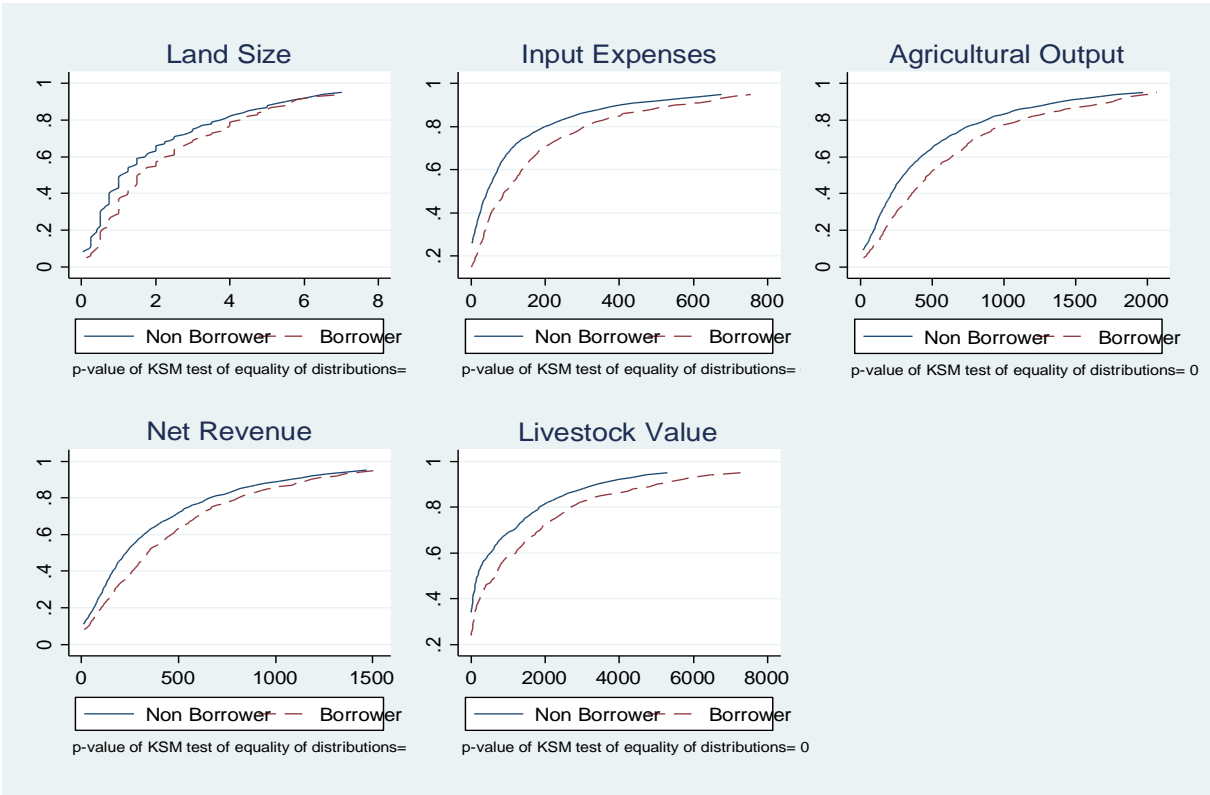 Land Size
1
.8
.6
.4
.2
0
0 2 4 6 8
Non Borrower Borrower
p-value of KSM test of equality of distributions=
Input Expenses
1
.8
.6
.4
.2
0 200 400 600 800
Non Borrower Borrower
p-value of KSM test of equality of distributions=
Agricultural Output
1
.8
.6
.4
.2
0
0 500 1000 1500 2000
Non Borrower Borrower
p-value of KSM test of equality of distributions= 0
Net Revenue
1
.8
.6
.4
.2
0
0 500 1000 1500
Non Borrower Borrower
p-value of KSM test of equality of distributions=
Livestock Value
1
.8
.6
.4
.2
0 2000 4000 6000 8000
Non Borrower Borrower
p-value of KSM test of equality of distributions= 0